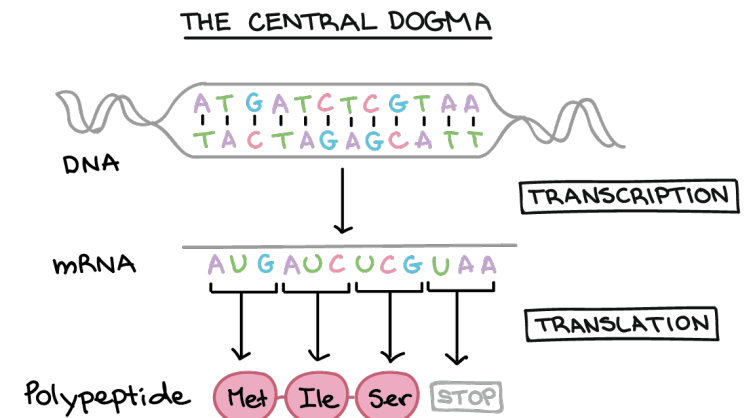 THE CENTRAL DOGMA
ATGATCTCGTAA
TACTAGAGCATT
DNA
TRANSCRIPTION
mRNA AUGAUCUCGUAA
TRANSLATION
Polypeptide Met Ile Ser STOP